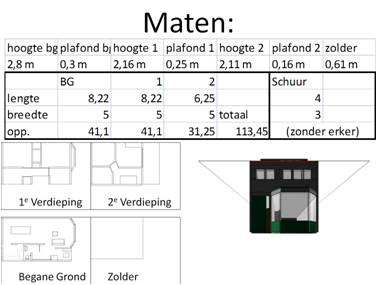 Maten:
hoogte bg plafond bg hoogte 1 plafond 1 hoogte 2 plafond 2 zolder
2,8 m 0,3 m 2,16 m 0,25 m 2,11 m 0,16 m 0,61 m
BG 1 2 Schuur
lengte 8,22 8,22 6,25 4
breedte 5 5 5 totaal 3
opp. 41,1 41,1 31,25 113,45 (zonder erker)
1e Verdieping 2e Verdieping
Begane Grond Zolder